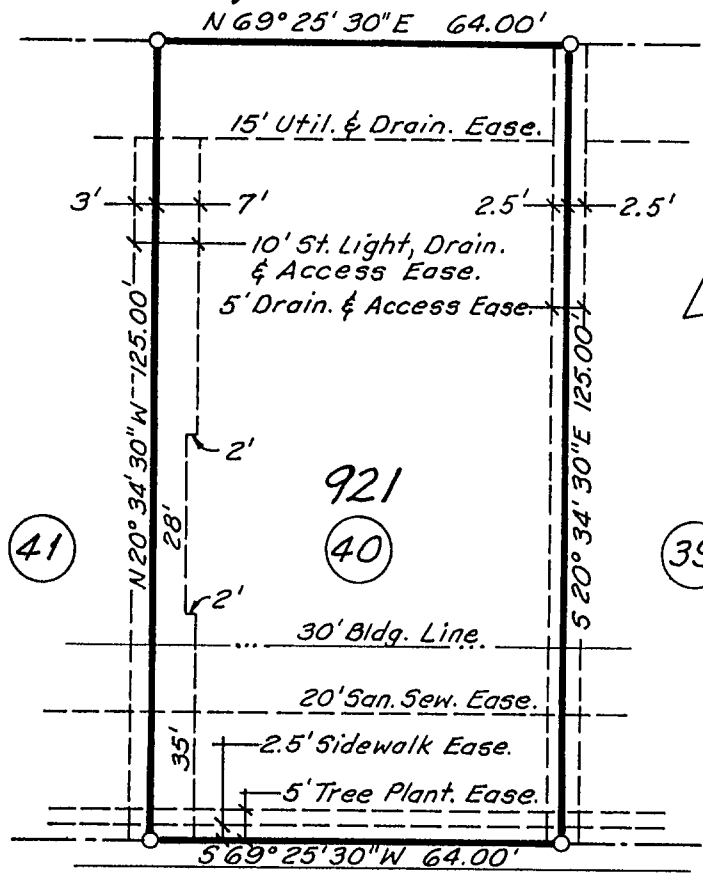 N 69° 25' 30" E 64.00'
15' Util. & Drain. Ease.
3'
7'
2.5'
2.5'
10' St. Light, Drain.
& Access Ease.
5' Drain. & Access Ease.
N 20° 34' 30" W 125.00'
S 20° 34' 30" E 125.00'
2'
28'
921
41
40
2'
30' Bldg. Line
20' San. Sew. Ease.
35'
2.5' Sidewalk Ease.
5' Tree Plant. Ease.
S 69° 25' 30" W 64.00'